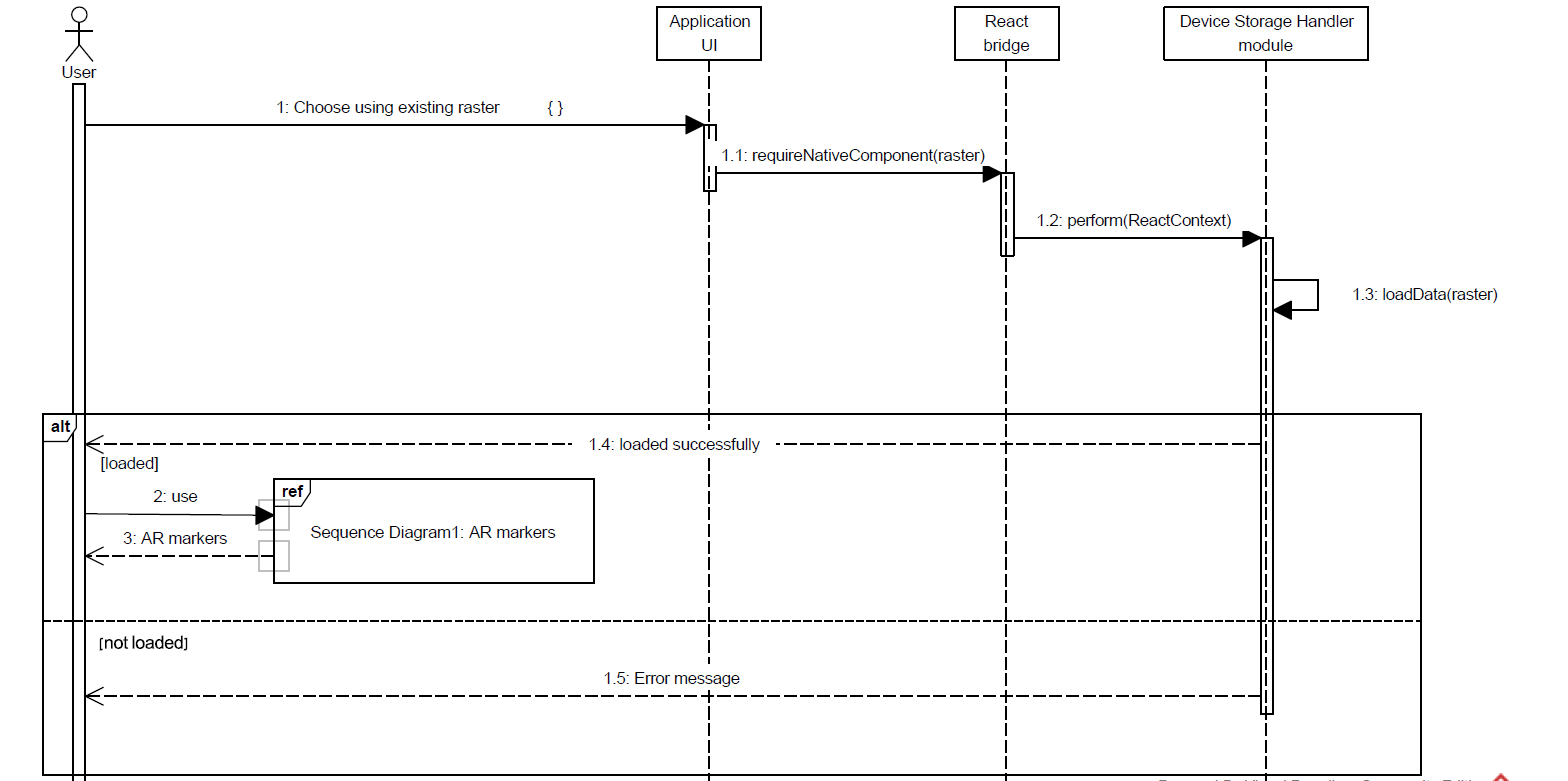 User
Application
UI
React
bridge
Device Storage Handler
module
1: Choose using existing raster { }
1.1: requireNativeComponent(raster)
1.2: perform(ReactContext)
1.3: loadData(raster)
alt
1.4: loaded successfully
[loaded]
ref
2: use
Sequence Diagram1: AR markers
3: AR markers
[not loaded]
1.5: Error message